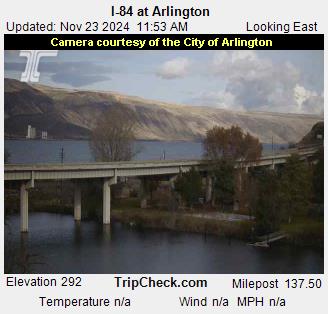 I-84 at Arlington
Updated: Nov 23 2024 11:53 AM Looking East
Camera courtesy of the City of Arlington
Elevation 292 TripCheck.com Milepost 137.50
Temperature n/a Wind n/a MPH n/a